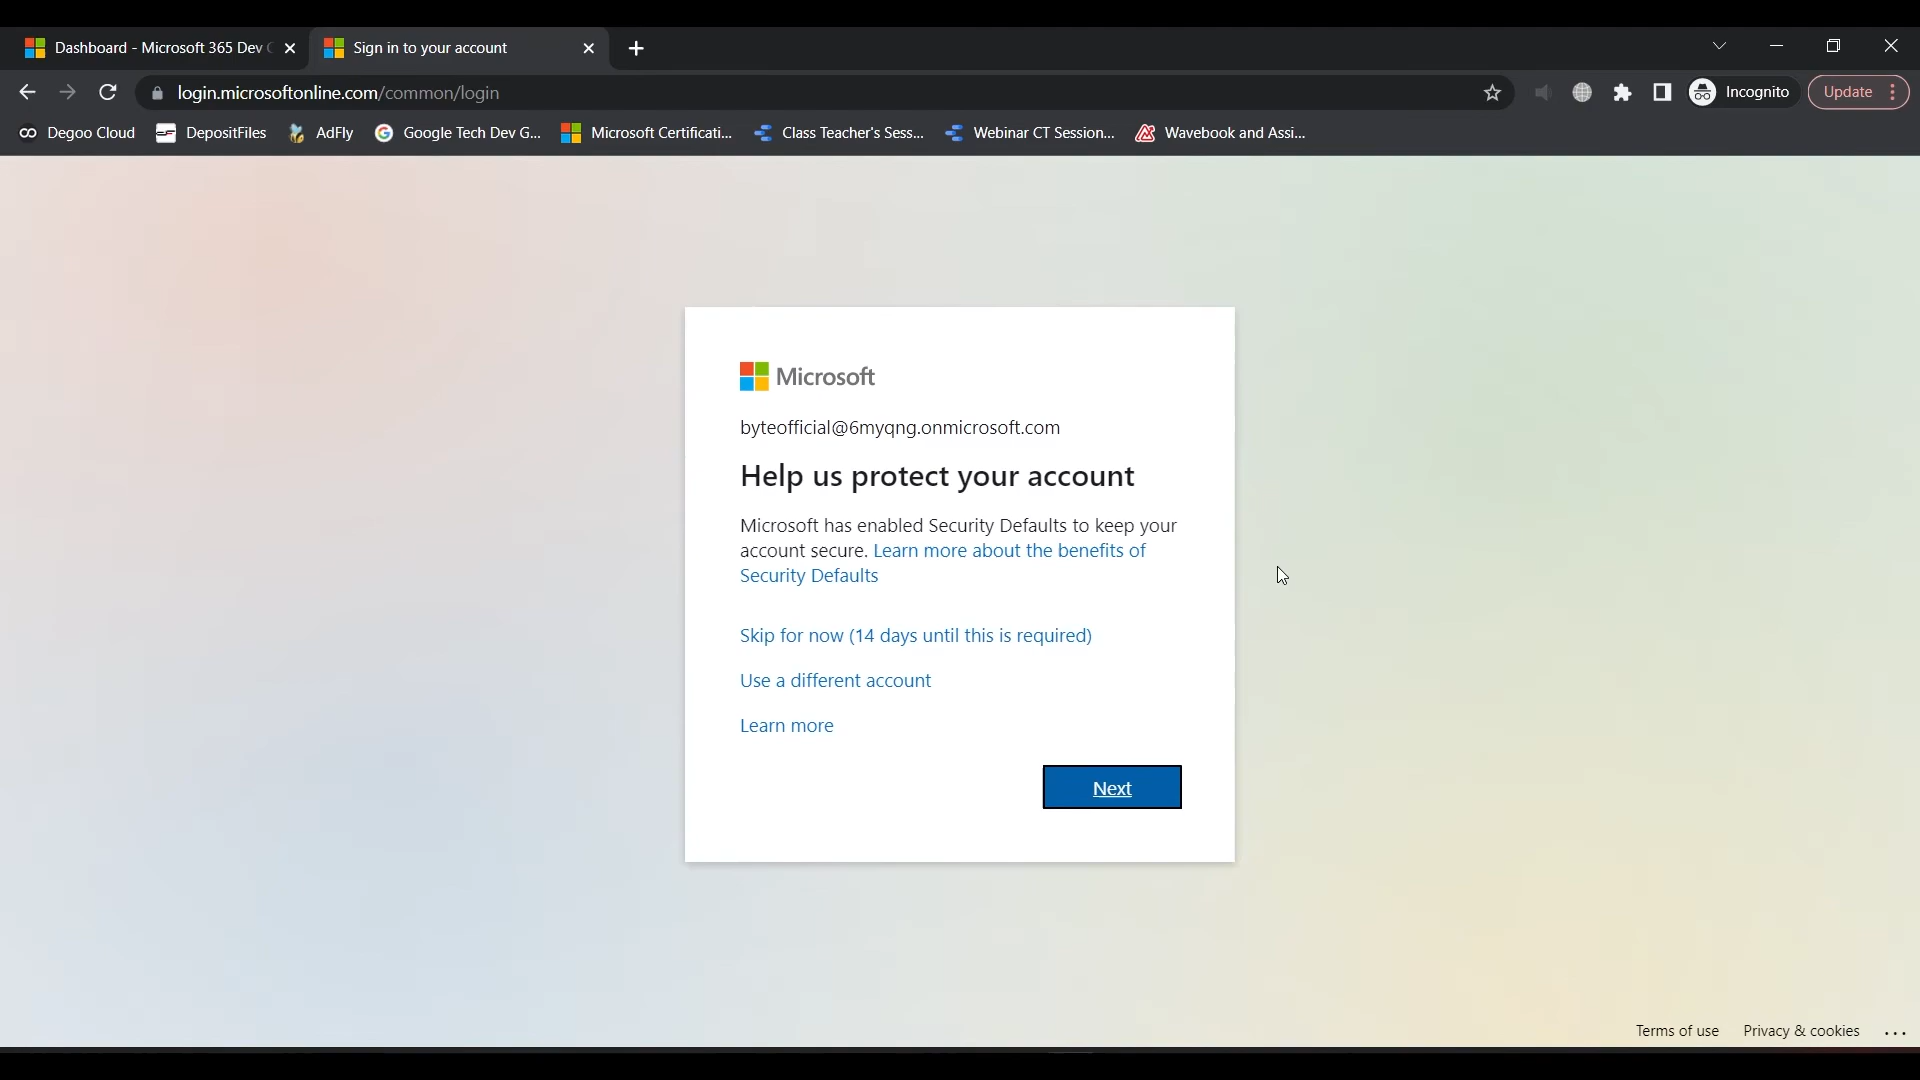 Dashboard - Microsoft 365 Dev
Sign in to your account
login.microsoftonline.com/common/login
Incognito
Update
Degoo Cloud
DepositFiles
AdFly
Google Tech Dev G...
Microsoft Certificati...
Class Teacher's Sess...
Webinar CT Session...
Wavebook and Assi...
Microsoft
byteofficial@6myqng.onmicrosoft.com
Help us protect your account
Microsoft has enabled Security Defaults to keep your
account secure. Learn more about the benefits of
Security Defaults
Skip for now (14 days until this is required)
Use a different account
Learn more
Next
Terms of use
Privacy & cookies
...